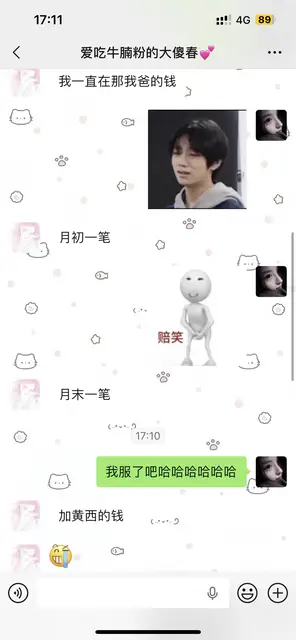 17:11
4G 89
爱吃牛腩粉的大傻春💕
我一直在那我爸的钱
月初一笔
赔笑
月末一笔
17:10
我服了吧哈哈哈哈哈哈
加黄西的钱